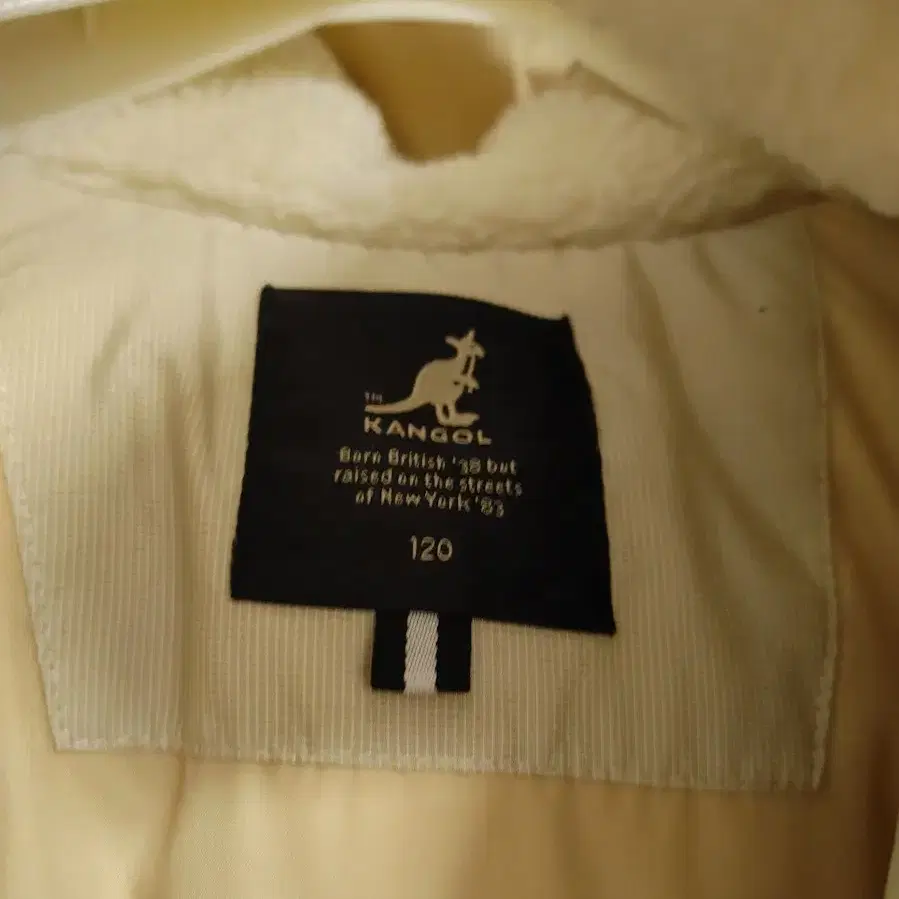 TM
KANGOL
Born British '38 but
raised on the streets
of New York '83
120